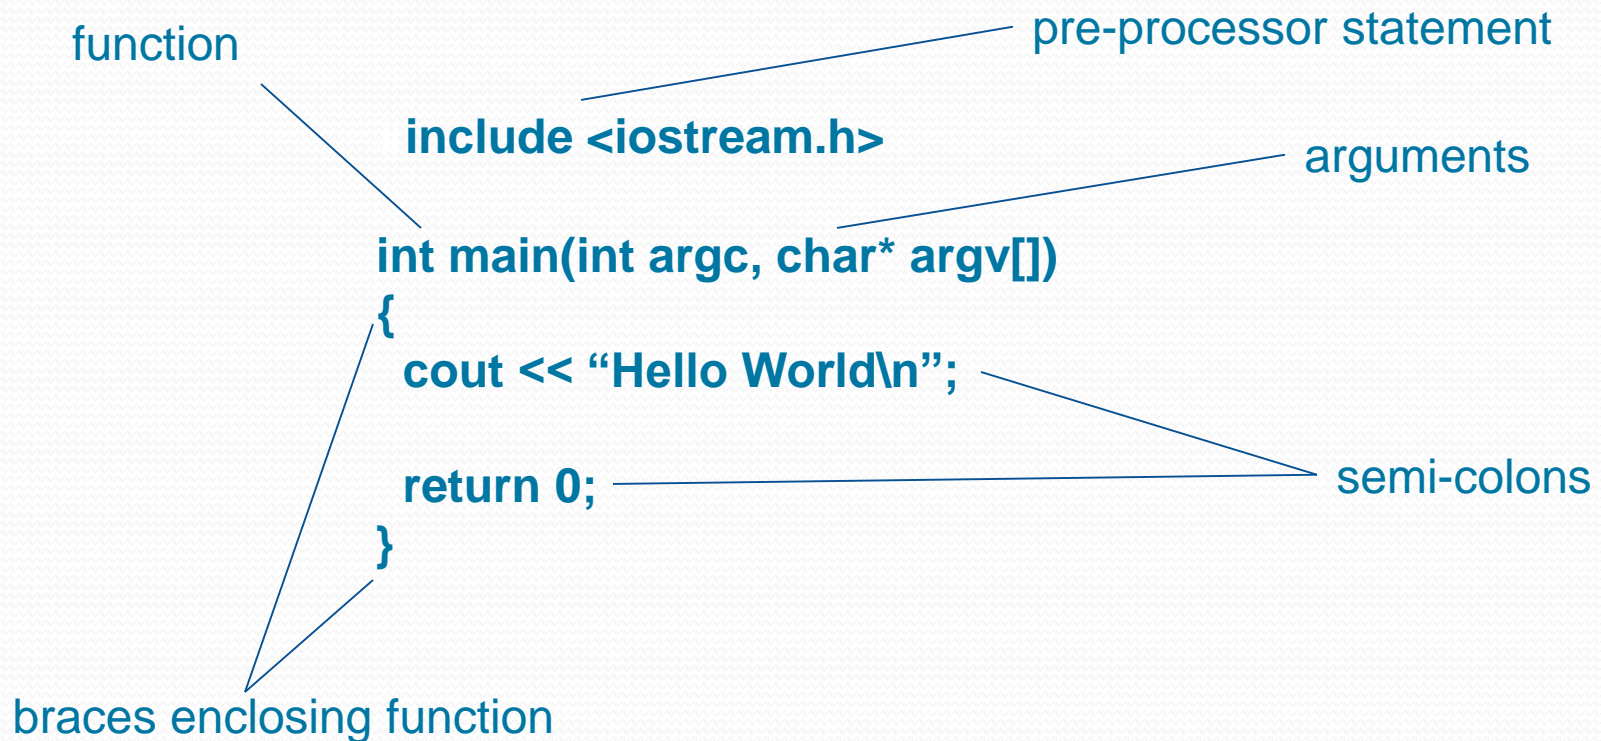 function
pre-processor statement
include <iostream.h>
arguments
int main(int argc, char* argv[])
{
cout << “Hello World\n”;
return 0;
semi-colons
}
braces enclosing function